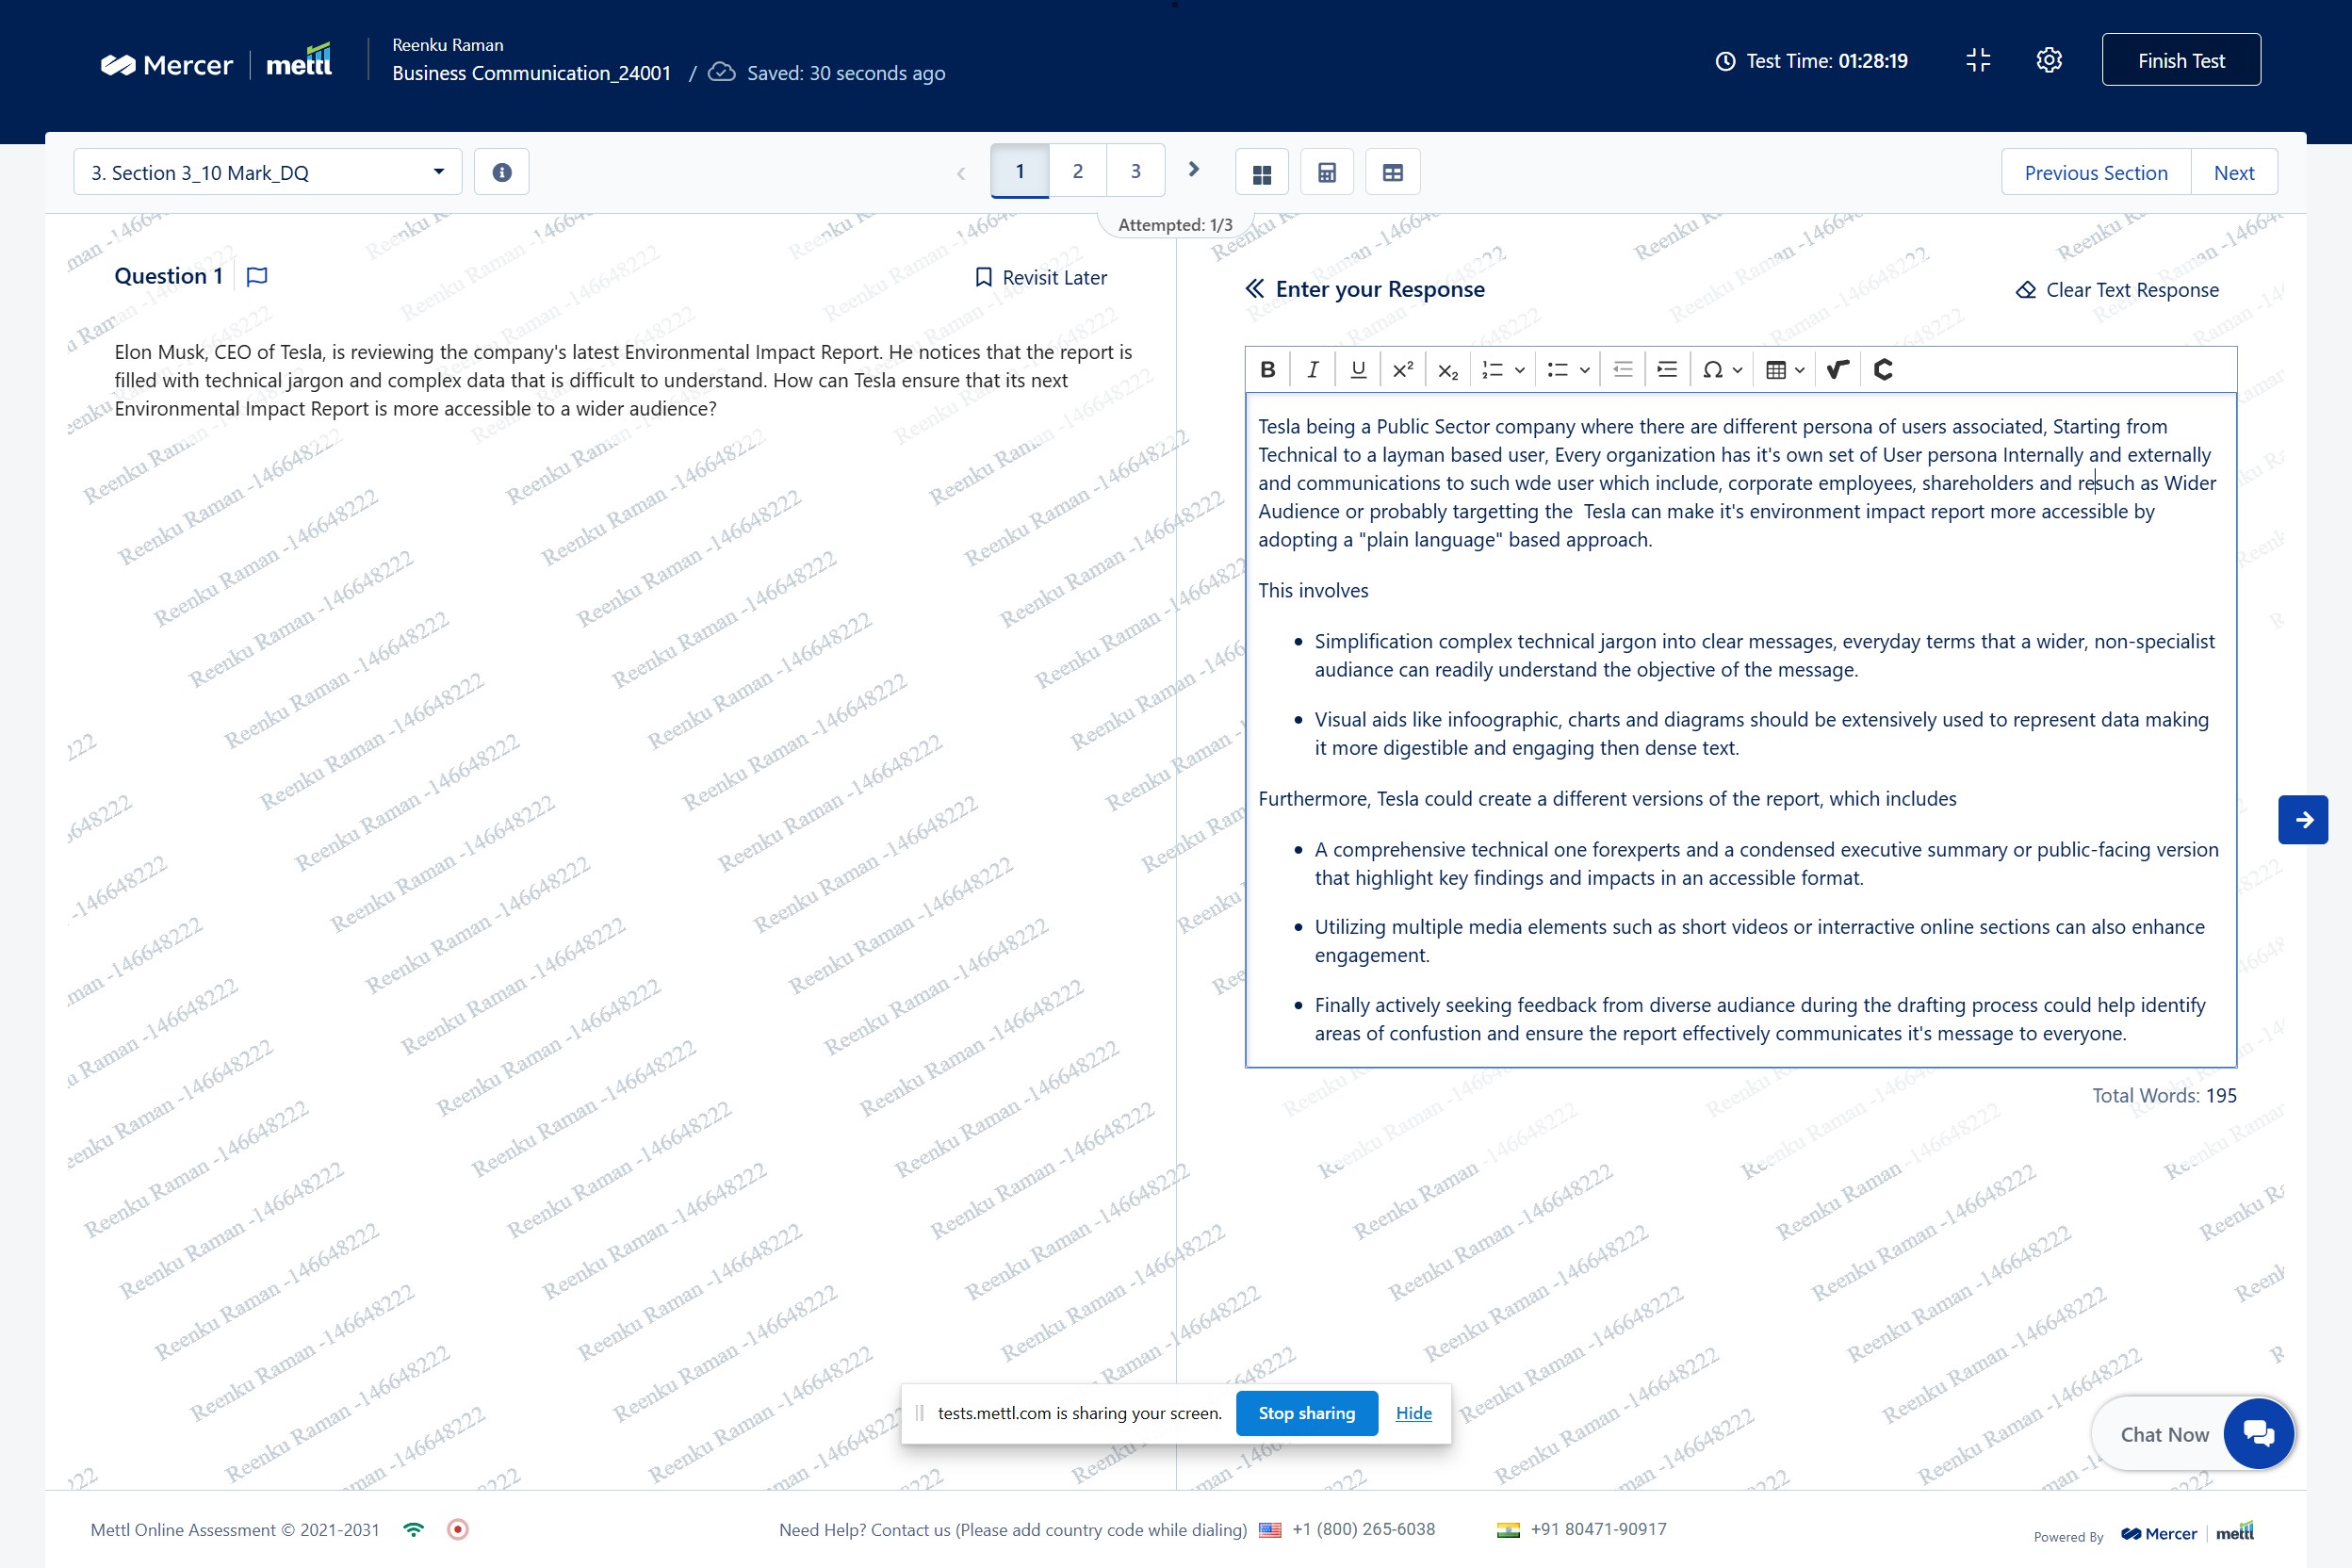 Mercer | mettl
Reenku Raman
Business Communication_24001 / Saved: 30 seconds ago
Test Time: 01:28:19
Finish Test
3. Section 3_10 Mark_DQ
1 2 3
Attempted: 1/3
Previous Section
Next
Question 1
Revisit Later
Elon Musk, CEO of Tesla, is reviewing the company's latest Environmental Impact Report. He notices that the report is
filled with technical jargon and complex data that is difficult to understand. How can Tesla ensure that its next
Environmental Impact Report is more accessible to a wider audience?
Enter your Response
Clear Text Response
Tesla being a Public Sector company where there are different persona of users associated, Starting from
Technical to a layman based user, Every organization has it's own set of User persona Internally and externally
and communications to such wde user which include, corporate employees, shareholders and resuch as Wider
Audience or probably targetting the Tesla can make it's environment impact report more accessible by
adopting a "plain language" based approach.
This involves
• Simplification complex technical jargon into clear messages, everyday terms that a wider, non-specialist
audiance can readily understand the objective of the message.
• Visual aids like infoographic, charts and diagrams should be extensively used to represent data making
it more digestible and engaging then dense text.
Furthermore, Tesla could create a different versions of the report, which includes
• A comprehensive technical one forexperts and a condensed executive summary or public-facing version
that highlight key findings and impacts in an accessible format.
• Utilizing multiple media elements such as short videos or interractive online sections can also enhance
engagement.
• Finally actively seeking feedback from diverse audiance during the drafting process could help identify
areas of confustion and ensure the report effectively communicates it's message to everyone.
Total Words: 195
Reenku Raman -146648222
tests.mettl.com is sharing your screen.
Stop sharing
Hide
Chat Now
Mettl Online Assessment © 2021-2031
Need Help? Contact us (Please add country code while dialing) +1 (800) 265-6038 +91 80471-90917
Powered By Mercer | mettl